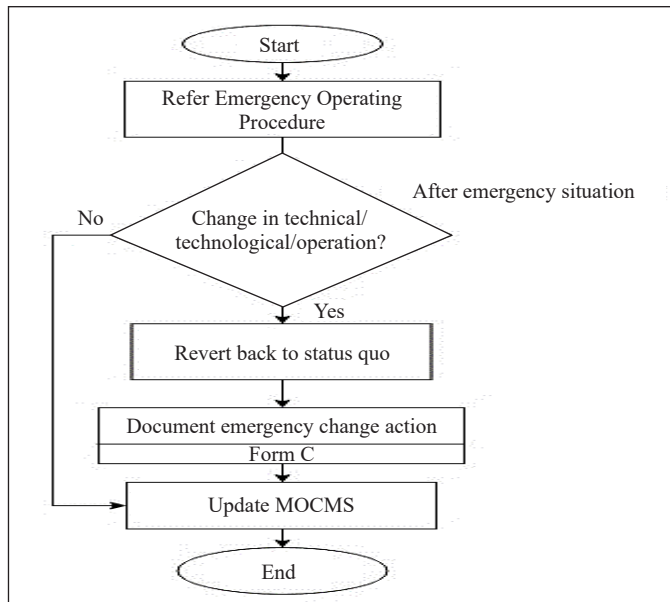 Start
Refer Emergency Operating
Procedure
After emergency situation
No
Change in technical/
technological/operation?
Yes
Revert back to status quo
Document emergency change action
Form C
Update MOCMS
End